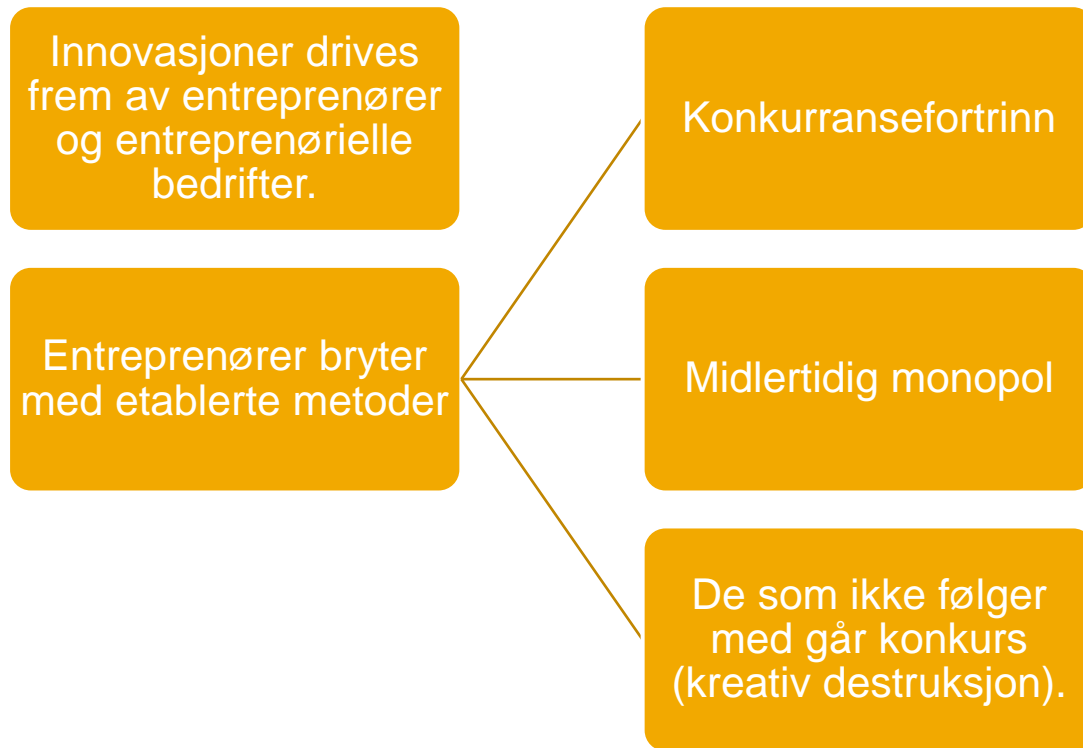 Innovasjoner drives
frem av entreprenører
og entreprenørielle
bedrifter.
Entreprenører bryter
med etablerte metoder
Konkurransefortrinn
Midlertidig monopol
De som ikke følger
med går konkurs
(kreativ destruksjon).